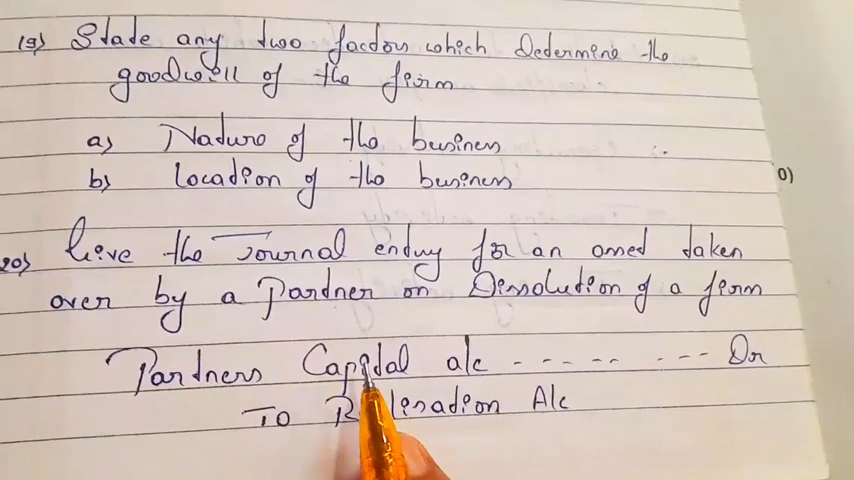 19) State any two factors which Determine the
goodwill of the firm
a) Nature of the business
b) Location of the business
20) Give the Journal entry for an asset taken
over by a Partner on Dissolution of a firm
Partners Capital a/c - - - - - - - - Dr
To Realisation A/c
0)